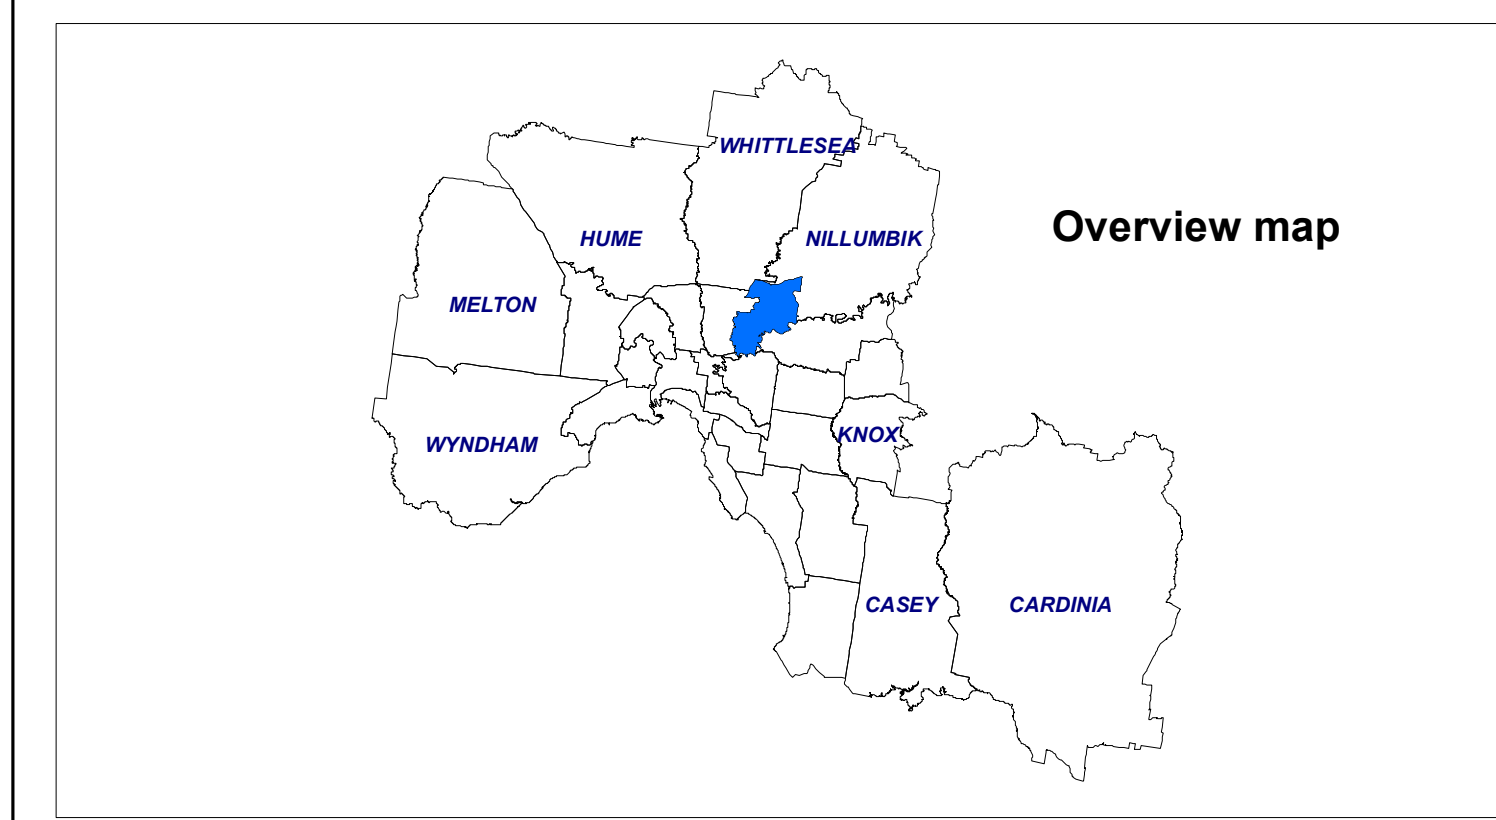 WHITTLESEA
Overview map
HUME
NILLUMBIK
MELTON
KNOX
WYNDHAM
CASEY
CARDINIA